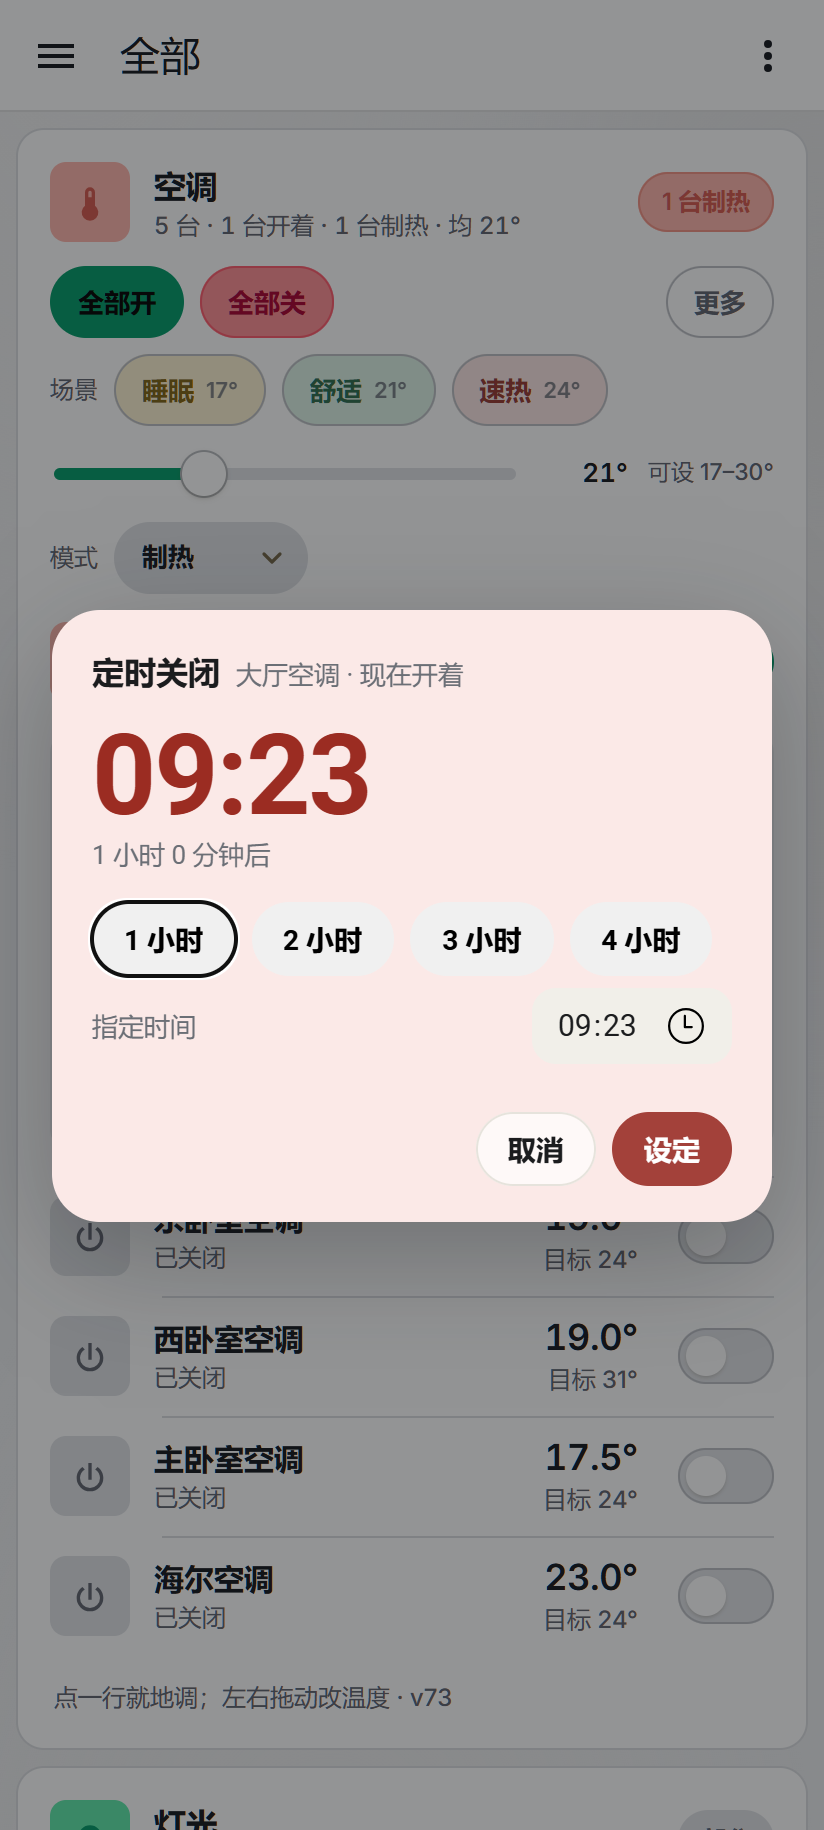 全部
空调
5 台 · 1 台开着 · 1 台制热 · 均 21°
1 台制热
全部开
全部关
更多
场景
睡眠 17°
舒适 21°
速热 24°
21° 可设 17–30°
模式
制热
定时关闭 大厅空调 · 现在开着
09:23
1 小时 0 分钟后
1 小时
2 小时
3 小时
4 小时
指定时间
09:23
取消
设定
已关闭
目标 24°
西卧室空调
19.0°
已关闭
目标 31°
主卧室空调
17.5°
已关闭
目标 24°
海尔空调
23.0°
已关闭
目标 24°
点一行就地调；左右拖动改温度 · v73
灯光